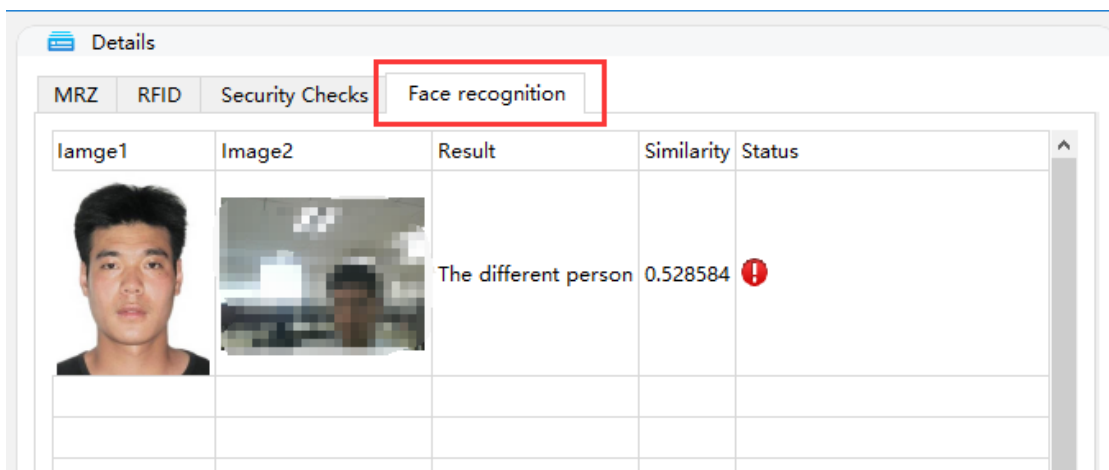 Details
MRZ RFID Security Checks Face recognition
Iamge1 Image2 Result Similarity Status
The different person 0.528584